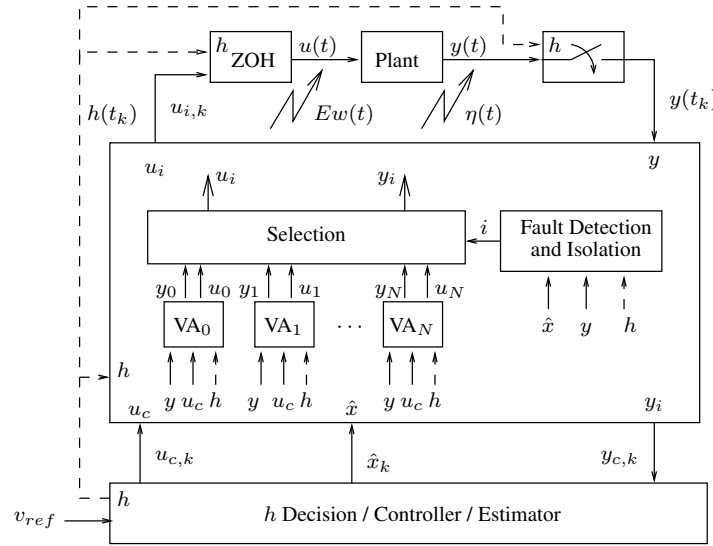 h ZOH u(t) Plant y(t) h
h(t_k) u_{i,k} Ew(t) η(t) y(t_k)
u_i y
u_i y_i
Selection i Fault Detection
and Isolation
y_0 u_0 y_1 u_1 y_N u_N
VA_0 VA_1 ... VA_N x̂ y h
h
y u_c h y u_c h y u_c h
u_c x̂ y_i
u_{c,k} x̂_k y_{c,k}
h
v_{ref} h Decision / Controller / Estimator